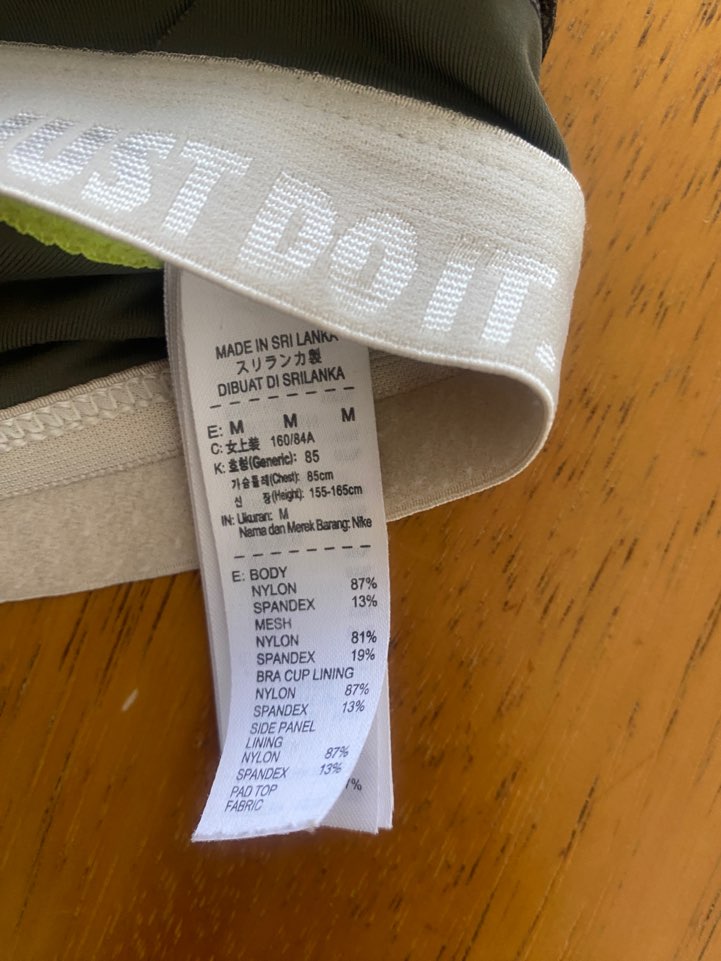 JUST DO IT.
MADE IN SRI LANKA
スリランカ製
DIBUAT DI SRILANKA
E: M M M
C: 女上装 160/84A
K: 호칭(Generic): 85
가슴둘레(Chest): 85cm
신 장(Height): 155-165cm
IN: Ukuran: M
Nama dan Merek Barang: Nike
E: BODY
NYLON 87%
SPANDEX 13%
MESH
NYLON 81%
SPANDEX 19%
BRA CUP LINING
NYLON 87%
SPANDEX 13%
SIDE PANEL
LINING
NYLON 87%
SPANDEX 13%
PAD TOP
FABRIC